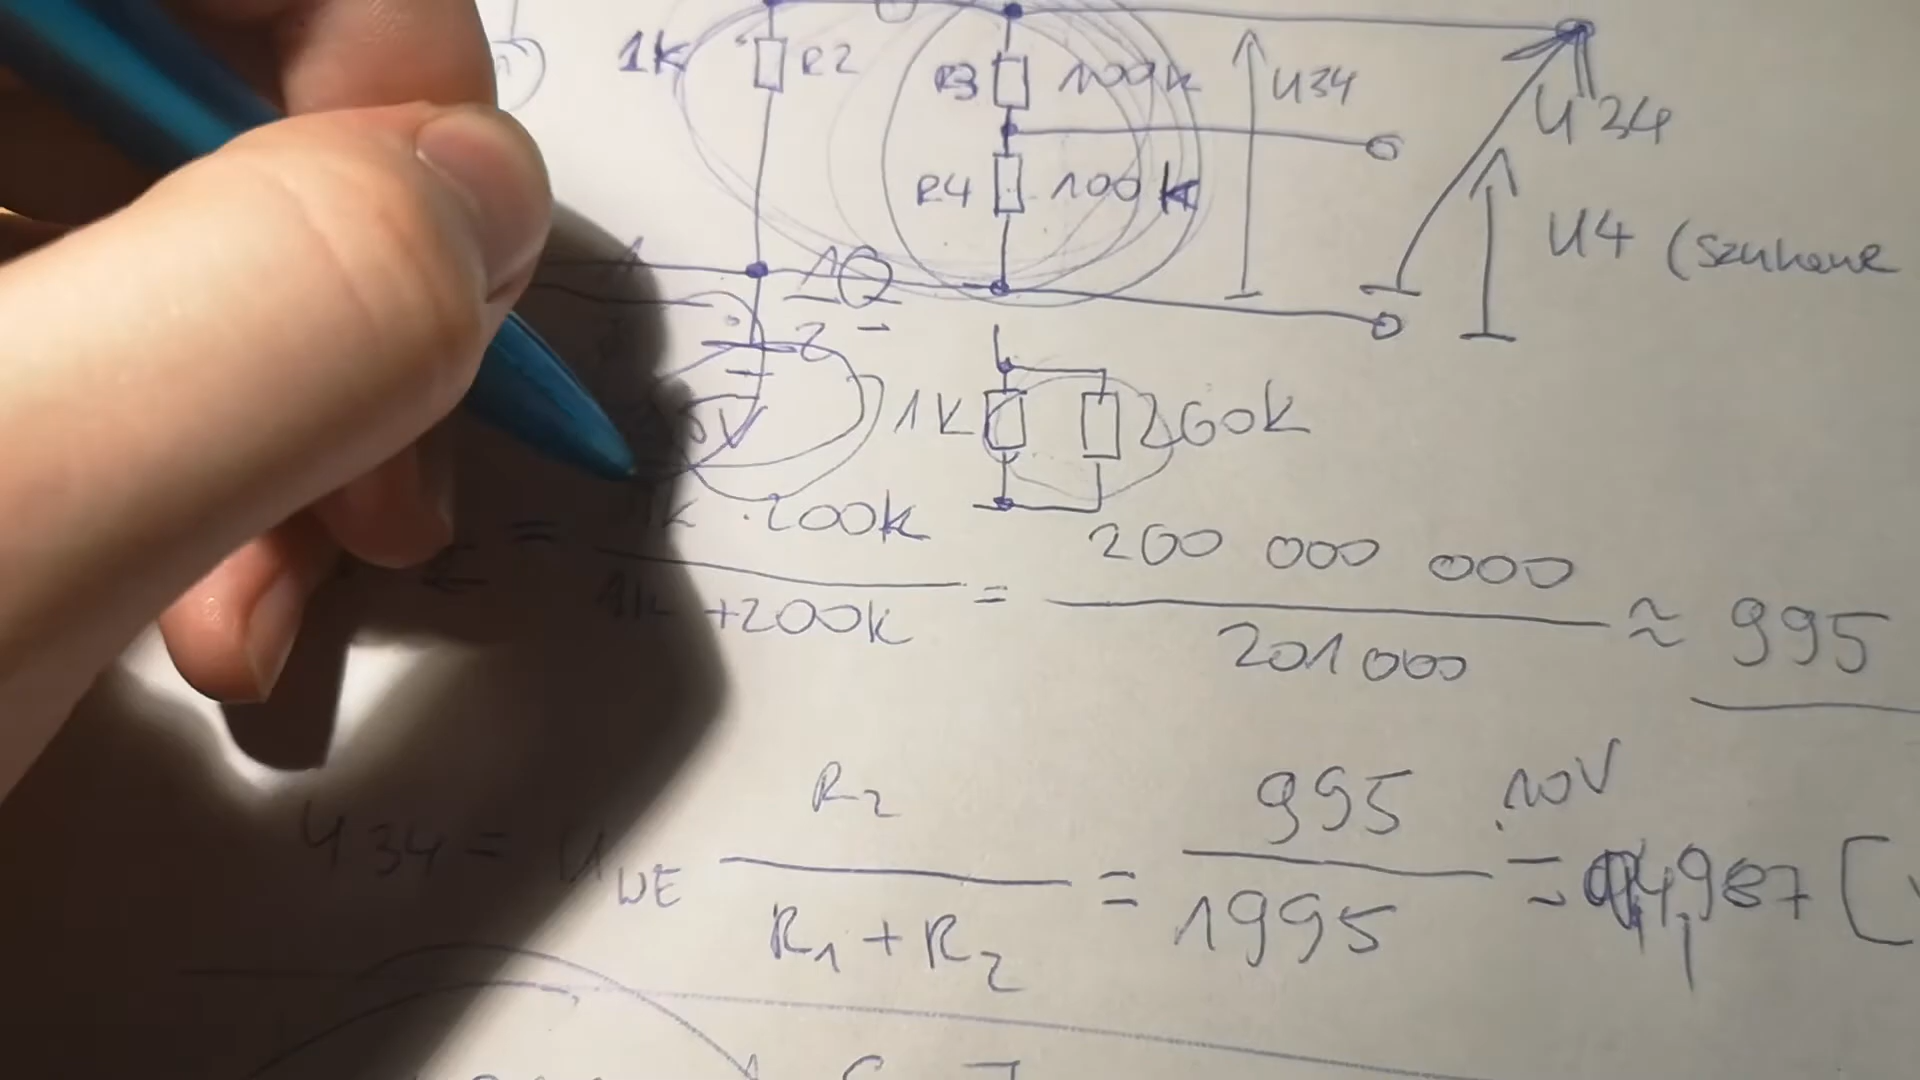 1k R2 R3 100k U34 U34
R4 100k U4 (Szukane
1k 200k
1k · 200k 200 000 000
= = ≈ 995
1k +200k 201 000
R2 995 · 10V
U34 = UWE = = 4,987 [
R1 + R2 1995